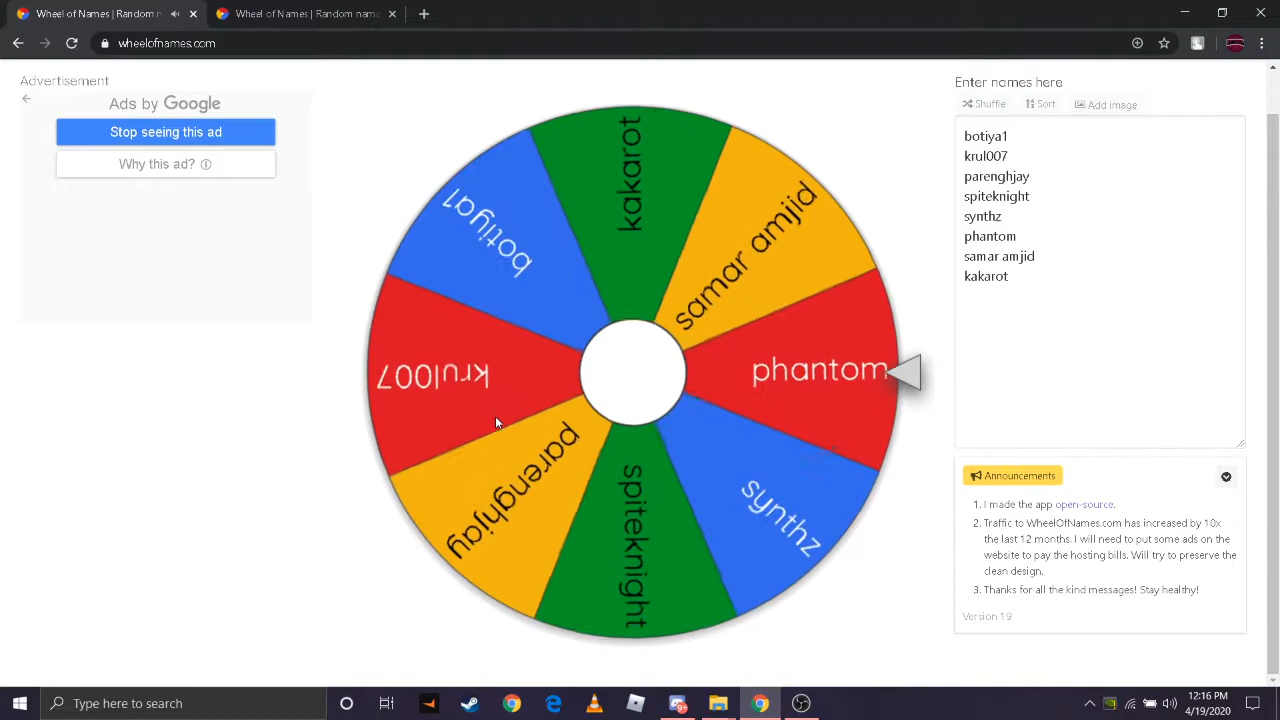 Wheel of Names | Random n
Wheel of Names | Random name
wheelofnames.com
Advertisement
Ads by Google
Stop seeing this ad
Why this ad?
kakarot
samar amjid
phantom
synthz
spiteknight
parenghjay
krul007
botiya1
Enter names here
Shuffle
Sort
Add image
botiya1
krul007
parenghjay
spiteknight
synthz
phantom
samar amjid
kakarot
Announcements
1. I made the app open-source.
2. Traffic to WheelOfNames.com has increased by 10x
the last 12 months. I will need to put some ads on the
website to pay the hosting bills. Will try to preserve the
clean design.
3. Thanks for all the kind messages! Stay healthy!
Version 19
Type here to search
12:16 PM
4/19/2020